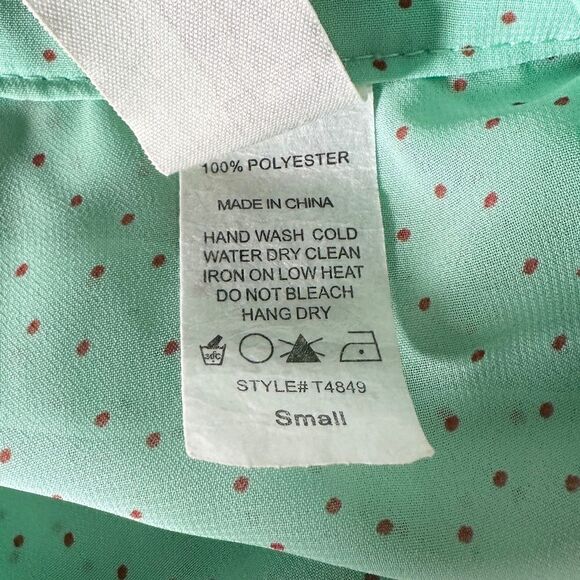 100% POLYESTER
MADE IN CHINA
HAND WASH COLD
WATER DRY CLEAN
IRON ON LOW HEAT
DO NOT BLEACH
HANG DRY
30°C
STYLE# T4849
Small